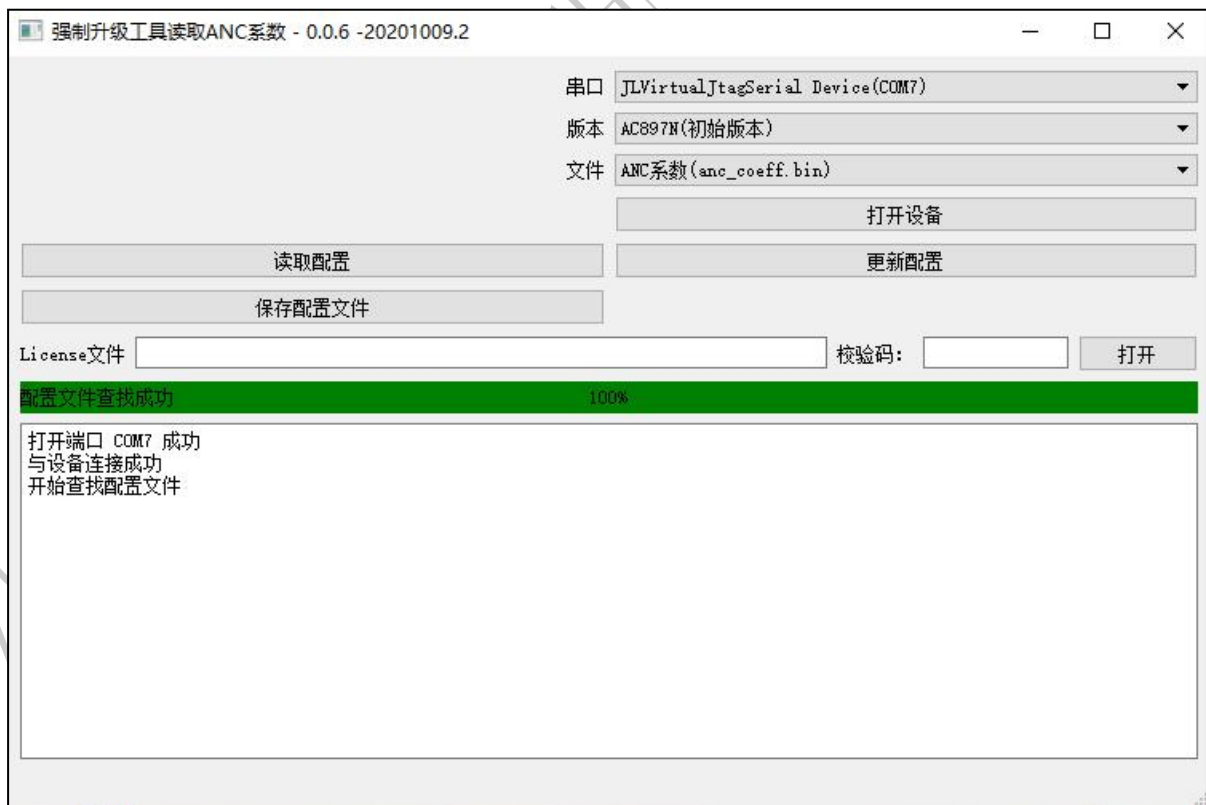 强制升级工具读取ANC系数 - 0.0.6 -20201009.2
串口 JLVirtualJtagSerial Device(COM7)
版本 AC897N(初始版本)
文件 ANC系数(anc_coeff.bin)
打开设备
读取配置 更新配置
保存配置文件
License文件 校验码: 打开
配置文件查找成功 100%
打开端口 COM7 成功
与设备连接成功
开始查找配置文件